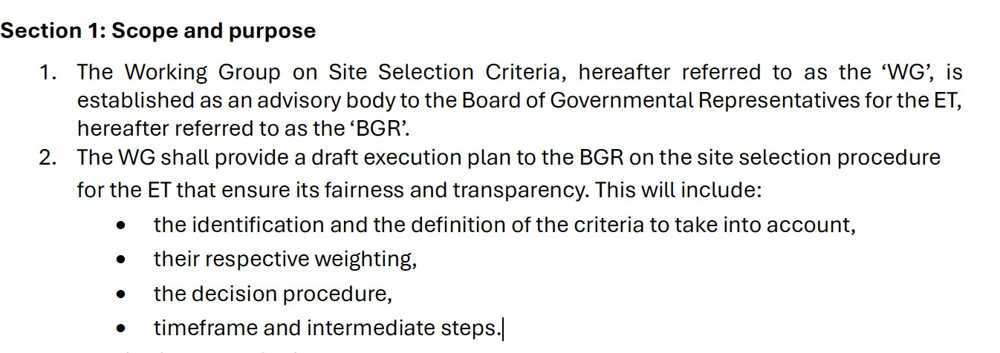 Section 1: Scope and purpose
1. The Working Group on Site Selection Criteria, hereafter referred to as the ‘WG’, is
established as an advisory body to the Board of Governmental Representatives for the ET,
hereafter referred to as the ‘BGR’.
2. The WG shall provide a draft execution plan to the BGR on the site selection procedure
for the ET that ensure its fairness and transparency. This will include:
• the identification and the definition of the criteria to take into account,
• their respective weighting,
• the decision procedure,
• timeframe and intermediate steps.